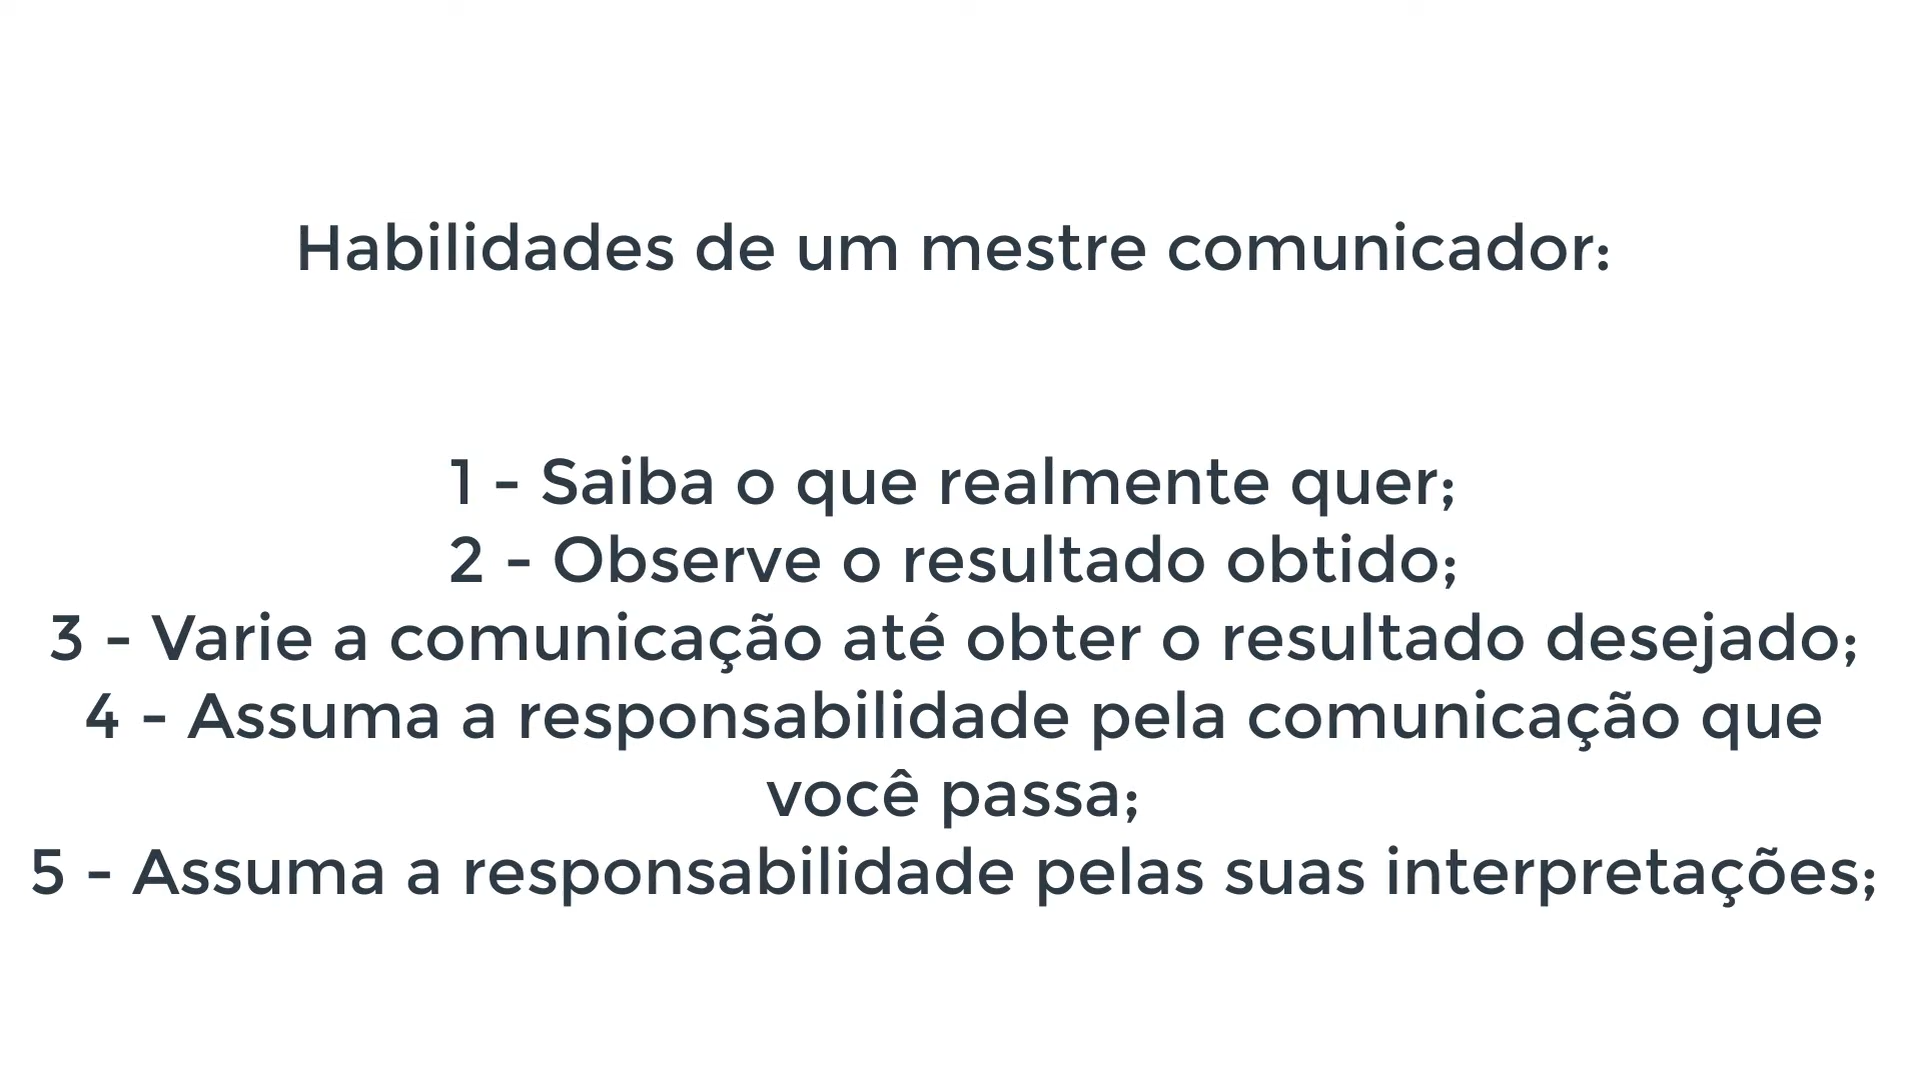 Habilidades de um mestre comunicador:
1 - Saiba o que realmente quer;
2 - Observe o resultado obtido;
3 - Varie a comunicação até obter o resultado desejado;
4 - Assuma a responsabilidade pela comunicação que
você passa;
5 - Assuma a responsabilidade pelas suas interpretações;